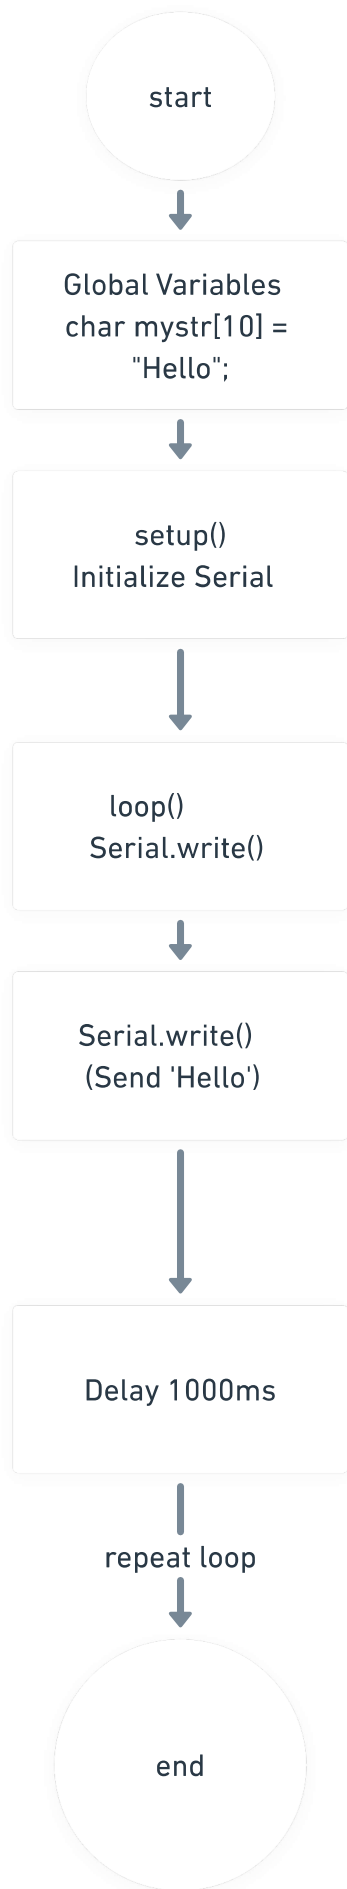 start
Global Variables
char mystr[10] =
"Hello";
setup()
Initialize Serial
loop()
Serial.write()
Serial.write()
(Send 'Hello')
Delay 1000ms
repeat loop
end